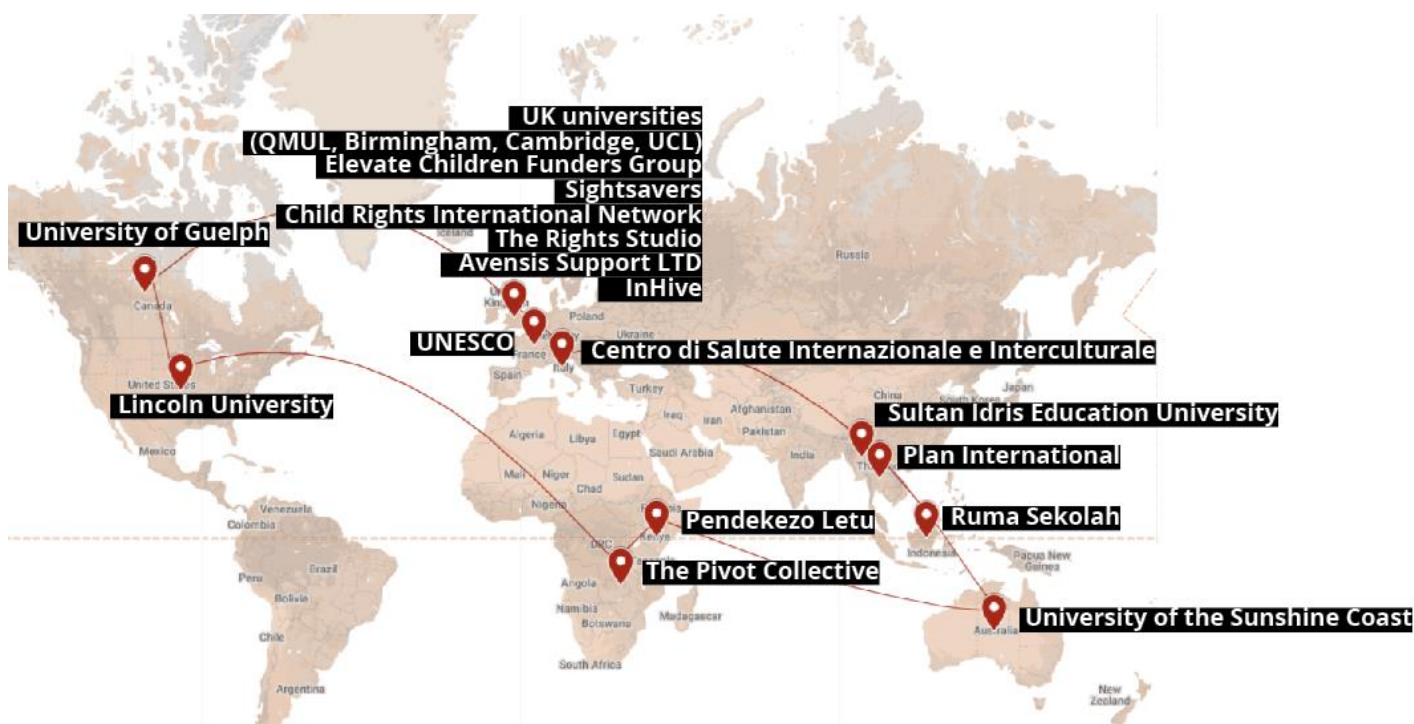 UK universities
(QMUL, Birmingham, Cambridge, UCL)
Elevate Children Funders Group
Sightsavers
Child Rights International Network
The Rights Studio
Avensis Support LTD
InHive
University of Guelph
Iceland
Russia
Canada
Poland
UNESCO
Ukraine
France
Centro di Salute Internazionale e Interculturale
Italy
Spain
United States
Turkey
China
Japan
South Korea
Lincoln University
Sultan Idris Education University
Iraq
Iran
Afghanistan
Pakistan
Mexico
Algeria
Libya
Egypt
Saudi Arabia
India
Plan International
Mali
Niger
Chad
Sudan
Venezuela
Colombia
Nigeria
Pendekezo Letu
Ruma Sekolah
DRC
Kenya
Indonesia
Papua New
Guinea
Brazil
Peru
The Pivot Collective
Angola
Bolivia
Namibia
Botswana
Madagascar
University of the Sunshine Coast
Australia
Chile
South Africa
Argentina
New
Zealand